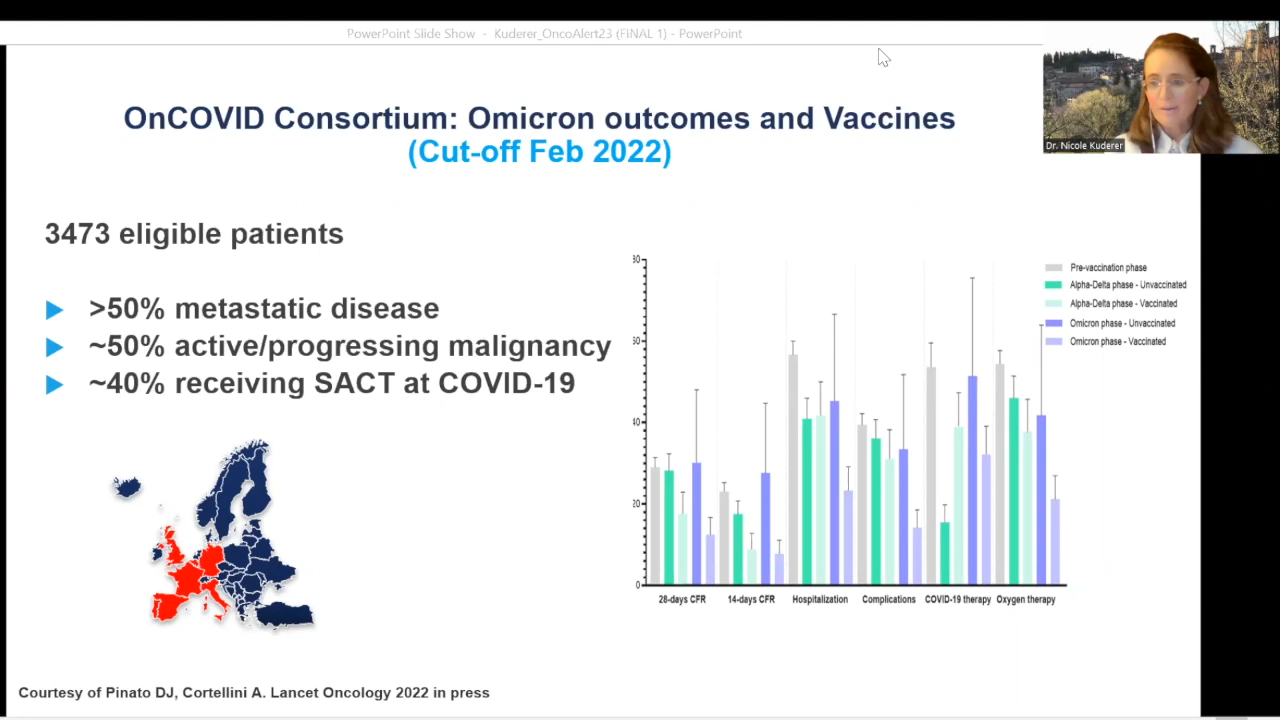 PowerPoint Slide Show - Kuderer_OncoAlert23 (FINAL 1) - PowerPoint
Dr. Nicole Kuderer
OnCOVID Consortium: Omicron outcomes and Vaccines
(Cut-off Feb 2022)
3473 eligible patients
>50% metastatic disease
~50% active/progressing malignancy
~40% receiving SACT at COVID-19
80
60
40
20
0
28-days CFR
14-days CFR
Hospitalization
Complications
COVID-19 therapy
Oxygen therapy
Pre-vaccination phase
Alpha-Delta phase - Unvaccinated
Alpha-Delta phase - Vaccinated
Omicron phase - Unvaccinated
Omicron phase - Vaccinated
Courtesy of Pinato DJ, Cortellini A. Lancet Oncology 2022 in press